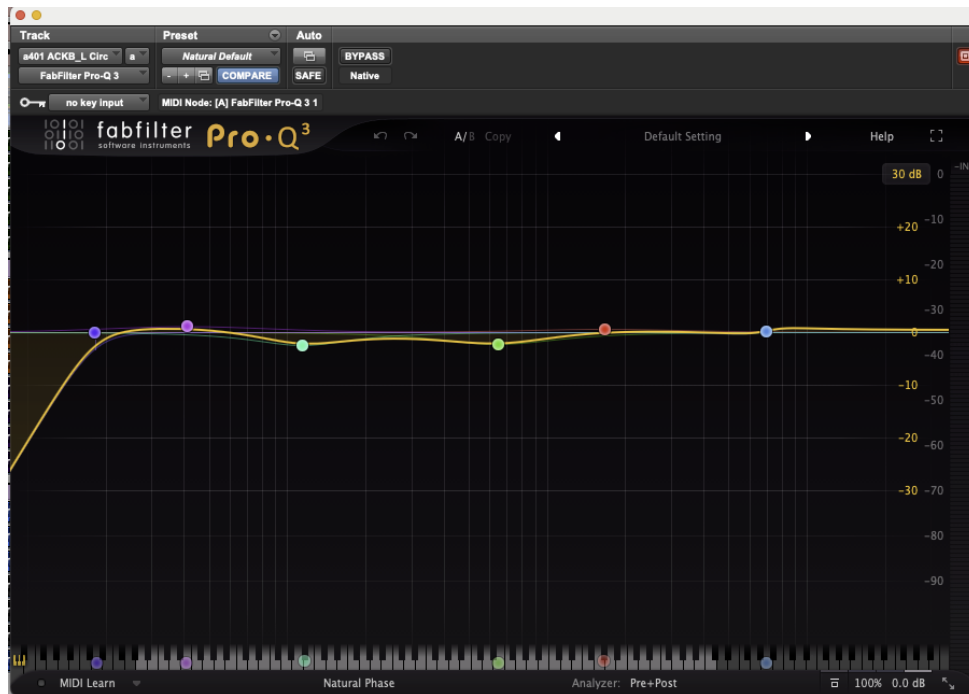 Track Preset Auto
a401 ACKB_L Circ a Natural Default BYPASS
FabFilter Pro-Q 3 - + COMPARE SAFE Native
no key input MIDI Node: [A] FabFilter Pro-Q 3 1
fabfilter
software instruments
Pro·Q3
A/B Copy Default Setting Help
30 dB 0 -IN
-10
+20
-20
+10
-30
0
-40
-10
-50
-20 -60
-30 -70
-80
-90
MIDI Learn Natural Phase Analyzer: Pre+Post 100% 0.0 dB